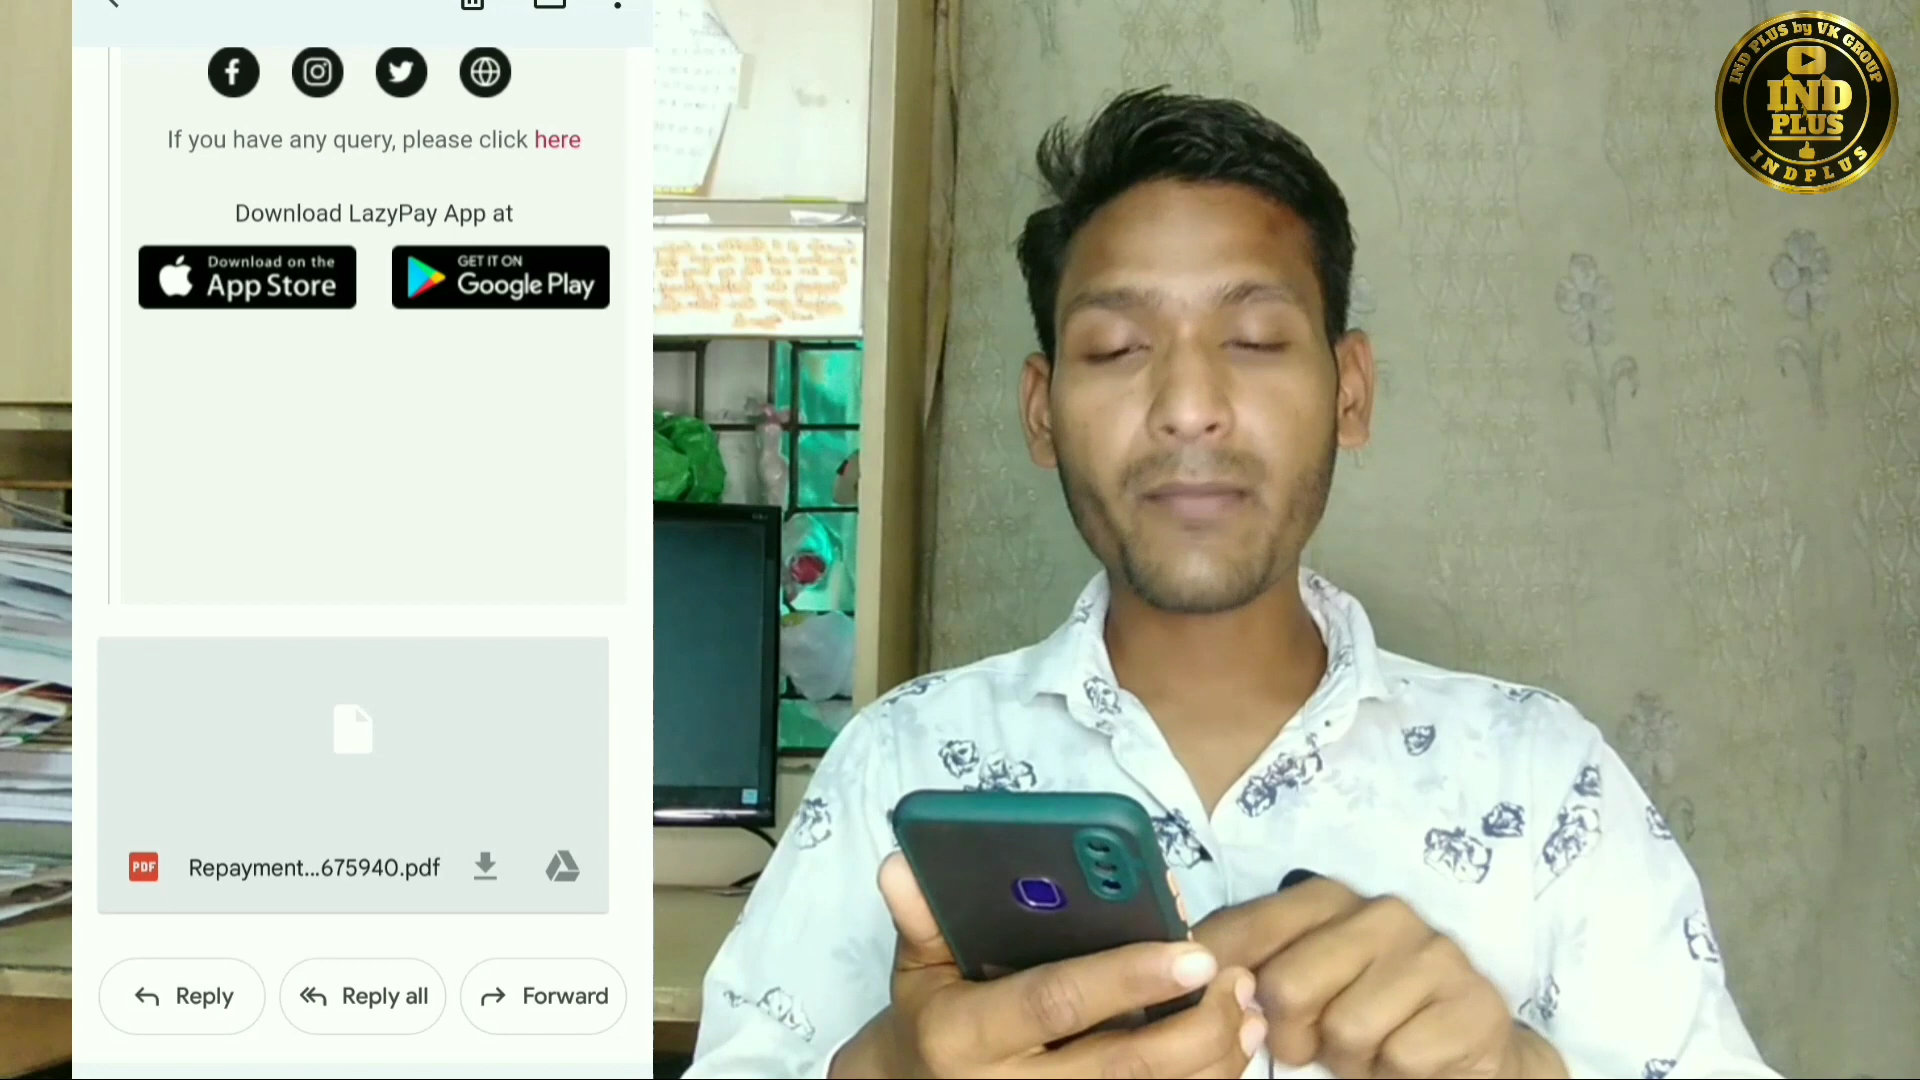 If you have any query, please click here
Download LazyPay App at
Download on the
App Store
GET IT ON
Google Play
PDF
Repayment...675940.pdf
Reply
Reply all
Forward
IND PLUS by VK GROUP
IND
PLUS
INDPLUS